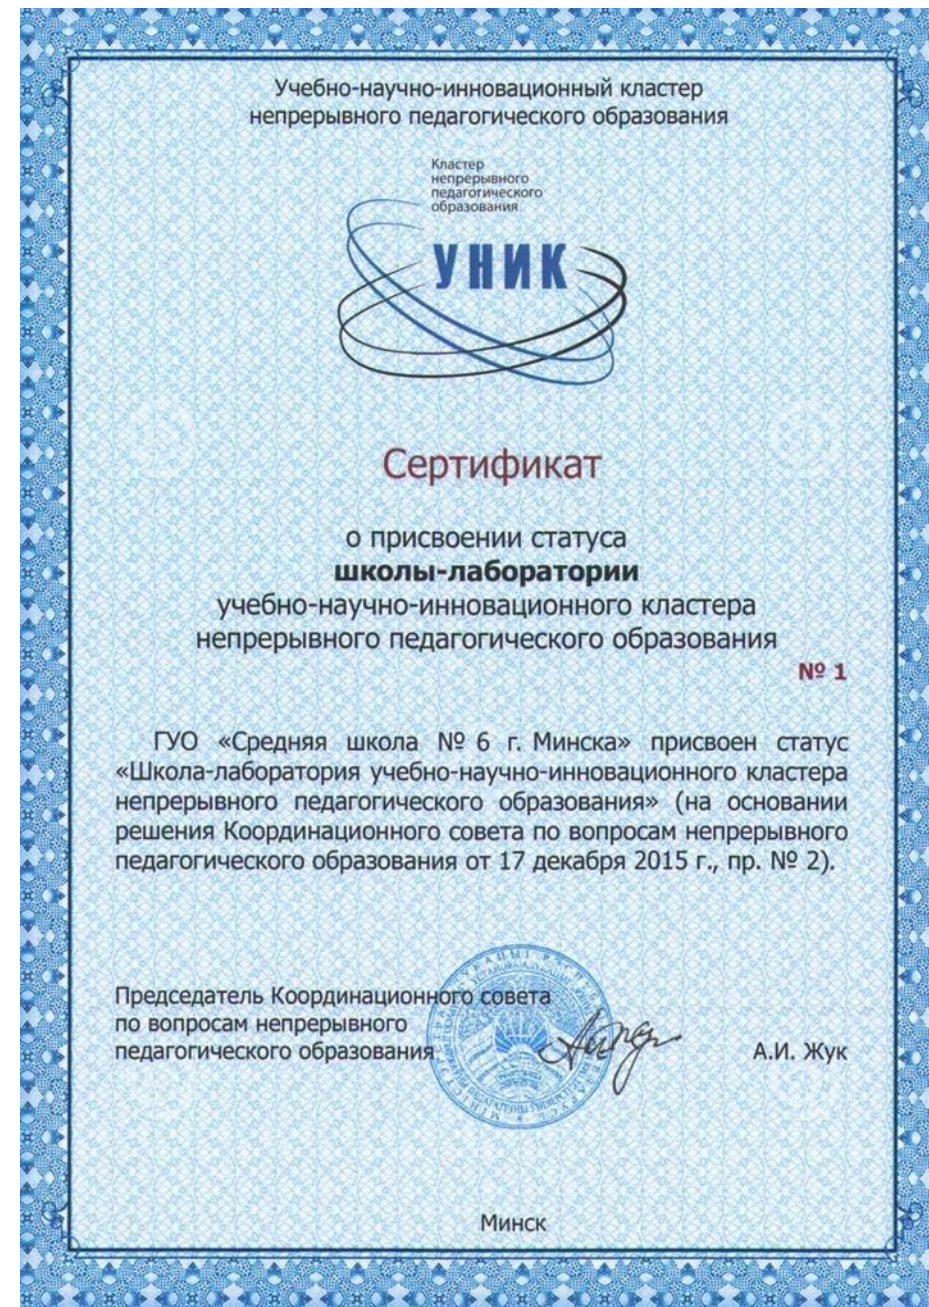 Учебно-научно-инновационный кластер
непрерывного педагогического образования
Кластер
непрерывного
педагогического
образования
УНИК
Сертификат
о присвоении статуса
школы-лаборатории
учебно-научно-инновационного кластера
непрерывного педагогического образования
№ 1
ГУО «Средняя школа № 6 г. Минска» присвоен статус
«Школа-лаборатория учебно-научно-инновационного кластера
непрерывного педагогического образования» (на основании
решения Координационного совета по вопросам непрерывного
педагогического образования от 17 декабря 2015 г., пр. № 2).
Председатель Координационного совета
по вопросам непрерывного
педагогического образования
А.И. Жук
Минск